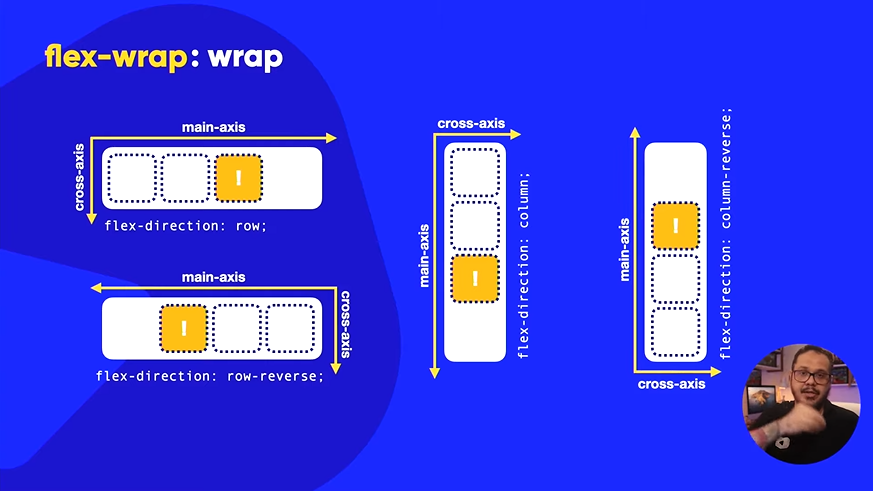 flex-wrap: wrap
main-axis
cross-axis
!
flex-direction: row;
main-axis
cross-axis
!
flex-direction: row-reverse;
cross-axis
main-axis
!
flex-direction: column;
main-axis
!
flex-direction: column-reverse;
cross-axis